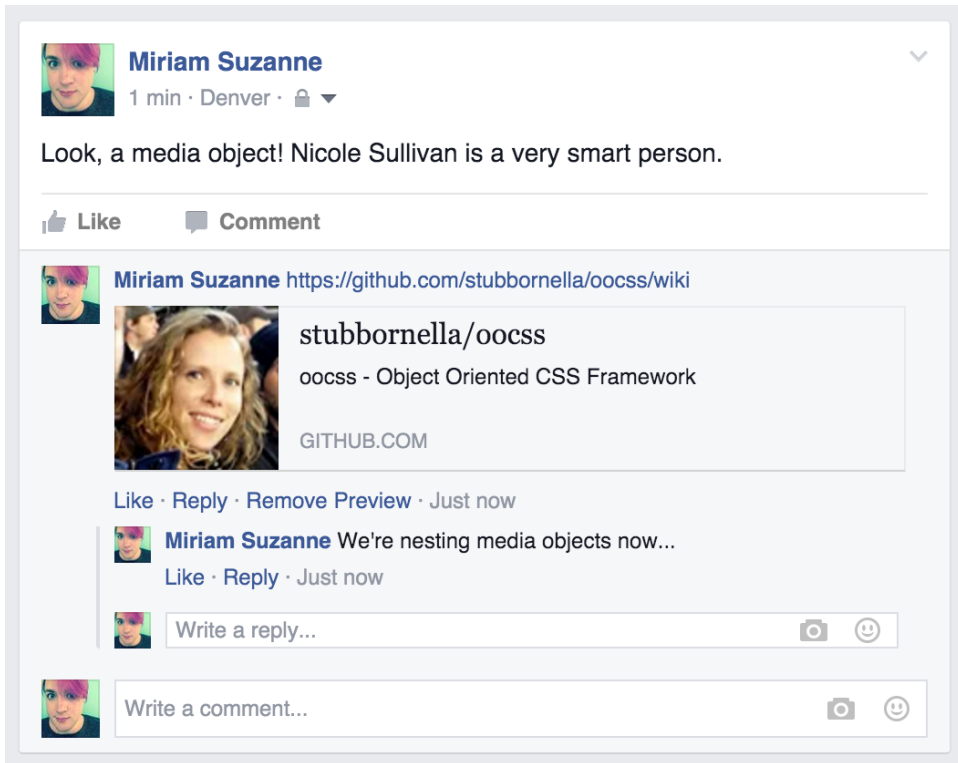 Miriam Suzanne
1 min · Denver ·
Look, a media object! Nicole Sullivan is a very smart person.
Like Comment
Miriam Suzanne https://github.com/stubbornella/oocss/wiki
stubbornella/oocss
oocss - Object Oriented CSS Framework
GITHUB.COM
Like · Reply · Remove Preview · Just now
Miriam Suzanne We're nesting media objects now...
Like · Reply · Just now
Write a reply...
Write a comment...